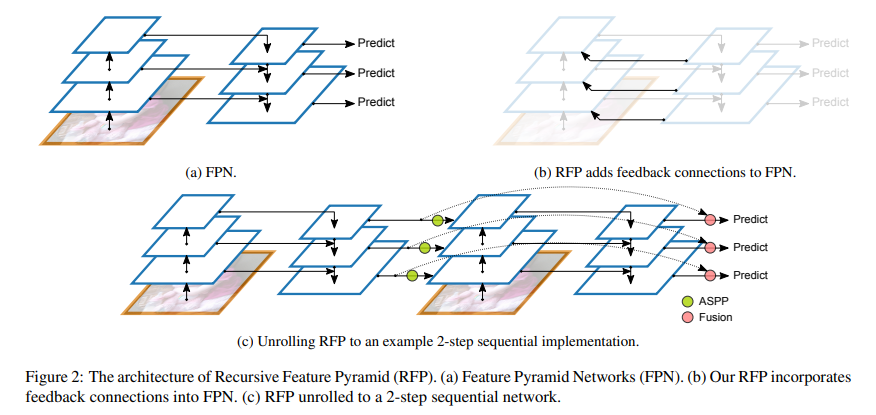 Predict
Predict
Predict
Predict
Predict
Predict
(a) FPN.
(b) RFP adds feedback connections to FPN.
Predict
Predict
Predict
ASPP
Fusion
(c) Unrolling RFP to an example 2-step sequential implementation.
Figure 2: The architecture of Recursive Feature Pyramid (RFP). (a) Feature Pyramid Networks (FPN). (b) Our RFP incorporates
feedback connections into FPN. (c) RFP unrolled to a 2-step sequential network.